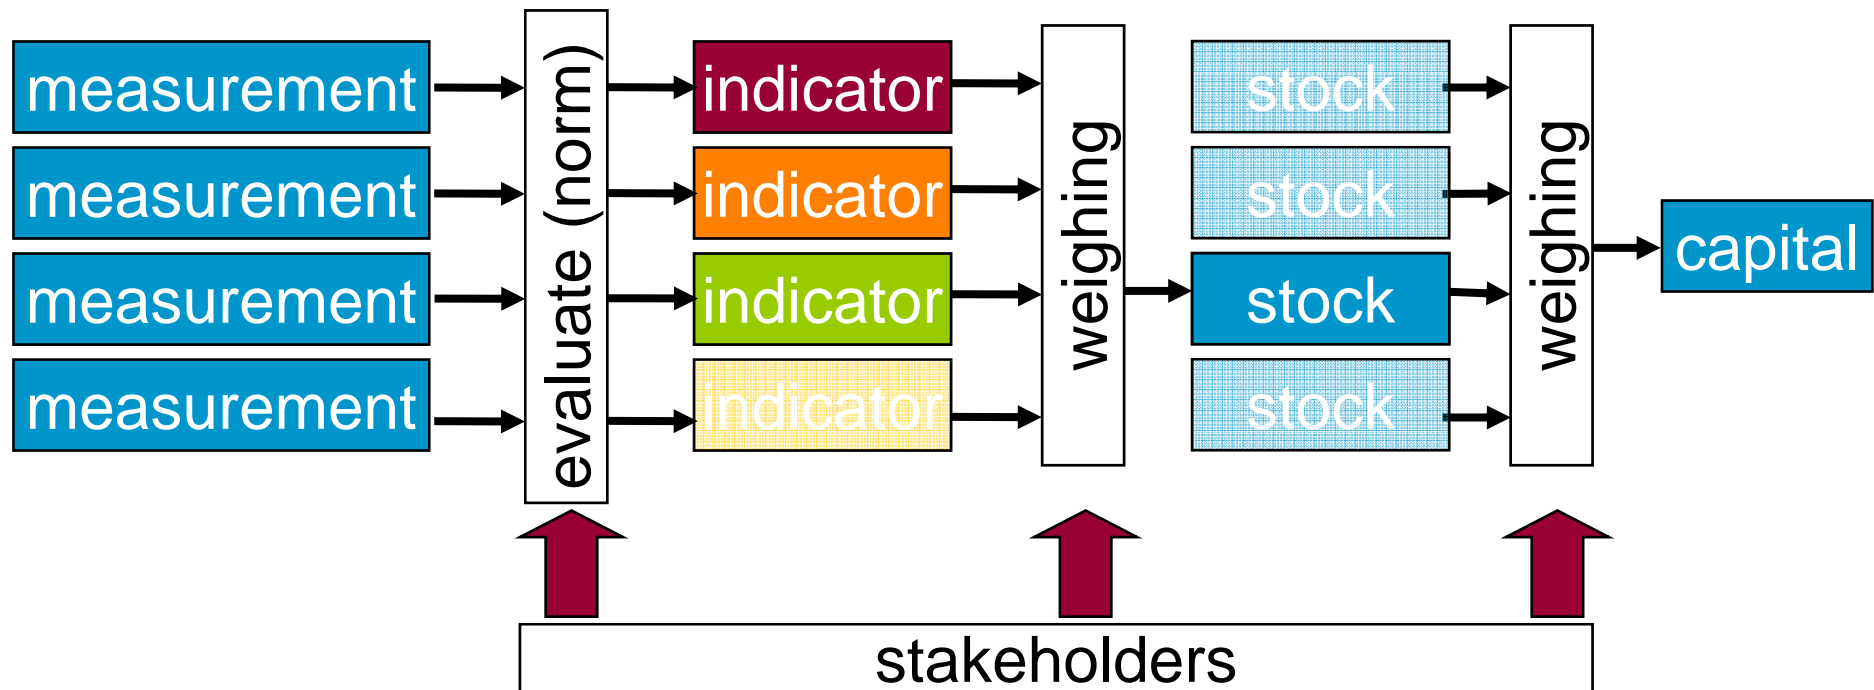 measurement
measurement
measurement
measurement
evaluate (norm)
indicator
indicator
indicator
indicator
weighing
stock
stock
stock
stock
weighing
capital
stakeholders